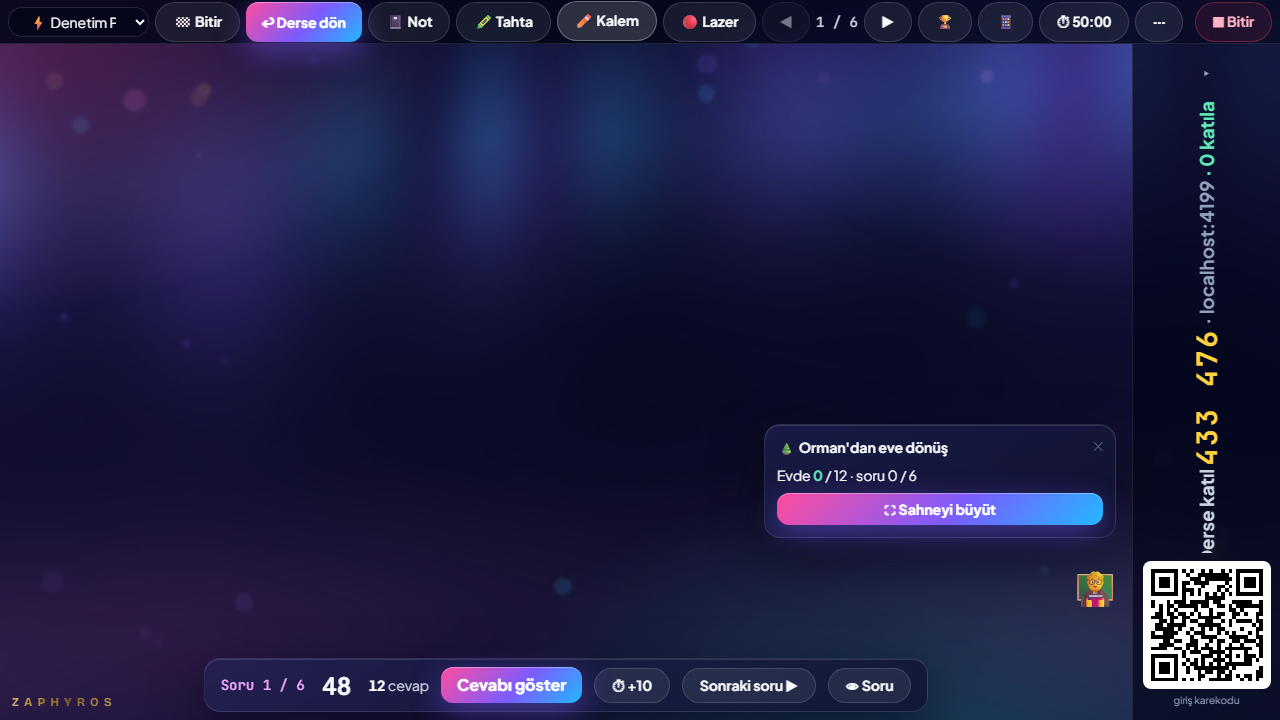 Denetim F
Bitir
Derse dön
Not
Tahta
Kalem
Lazer
1 / 6
50:00
---
Bitir
Derse katıl 433 476 · localhost:4199 · 0 katıla
Orman'dan eve dönüş
Evde 0 / 12 · soru 0 / 6
Sahneyi büyüt
Soru 1 / 6
48
12 cevap
Cevabı göster
+10
Sonraki soru
Soru
ZAPHYROS
giriş karekodu